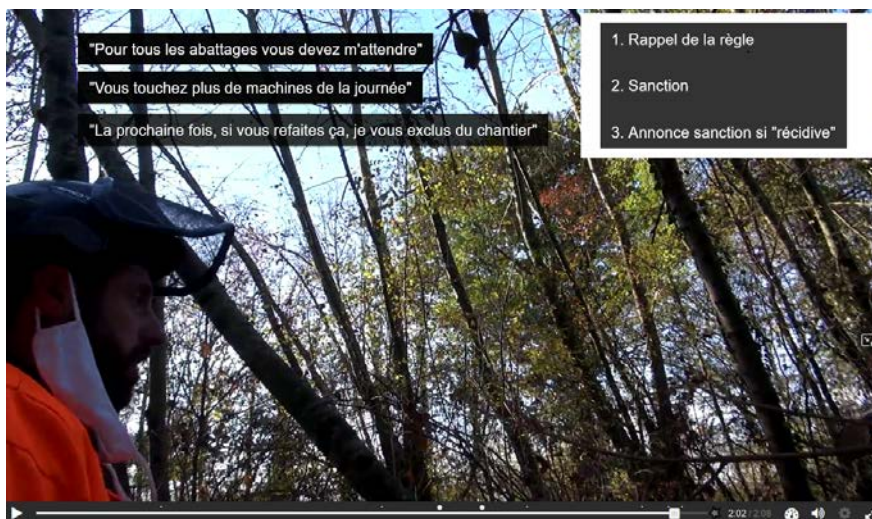 "Pour tous les abattages vous devez m'attendre"
"Vous touchez plus de machines de la journée"
"La prochaine fois, si vous refaites ça, je vous exclus du chantier"
1. Rappel de la règle
2. Sanction
3. Annonce sanction si "récidive"
2:02 / 2:09